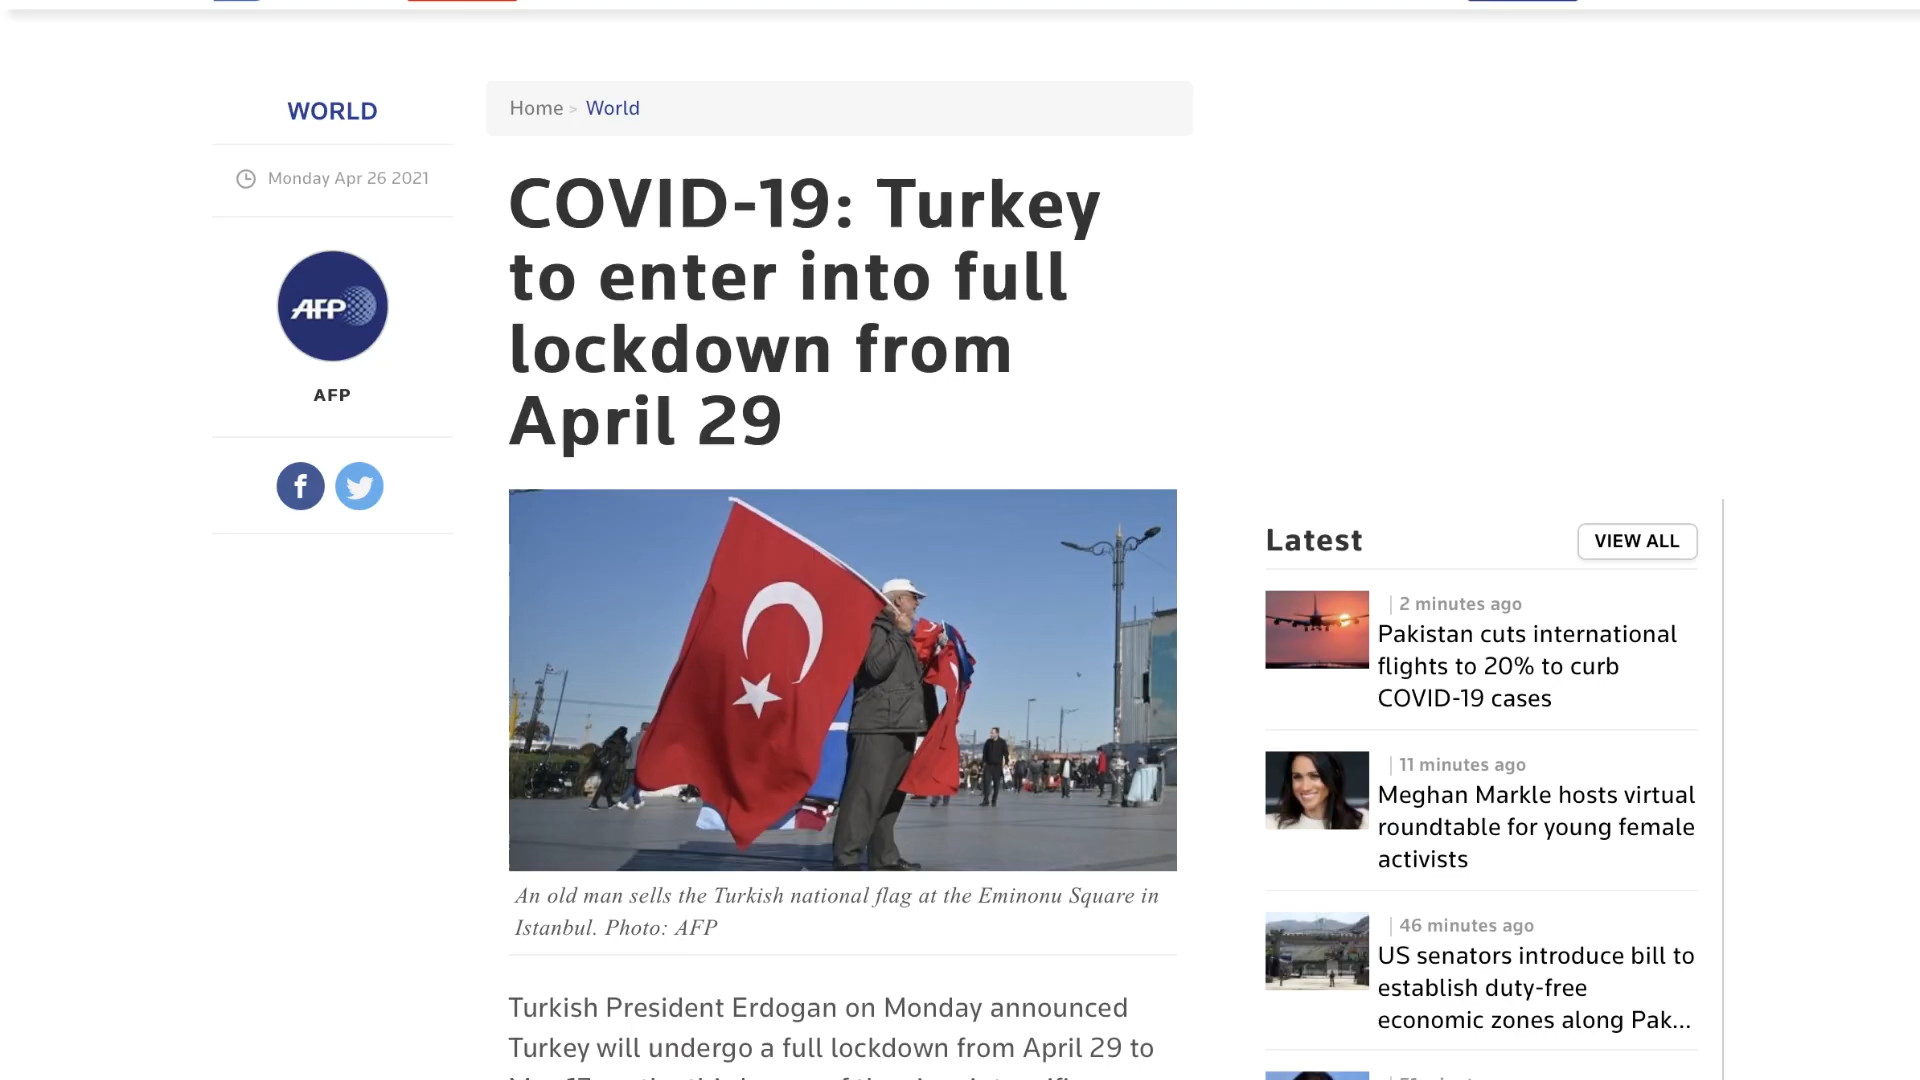 WORLD
Monday Apr 26 2021
AFP
AFP
Home > World
COVID-19: Turkey
to enter into full
lockdown from
April 29
An old man sells the Turkish national flag at the Eminonu Square in
Istanbul. Photo: AFP
Turkish President Erdogan on Monday announced
Turkey will undergo a full lockdown from April 29 to
Latest
VIEW ALL
2 minutes ago
Pakistan cuts international
flights to 20% to curb
COVID-19 cases
11 minutes ago
Meghan Markle hosts virtual
roundtable for young female
activists
46 minutes ago
US senators introduce bill to
establish duty-free
economic zones along Pak...